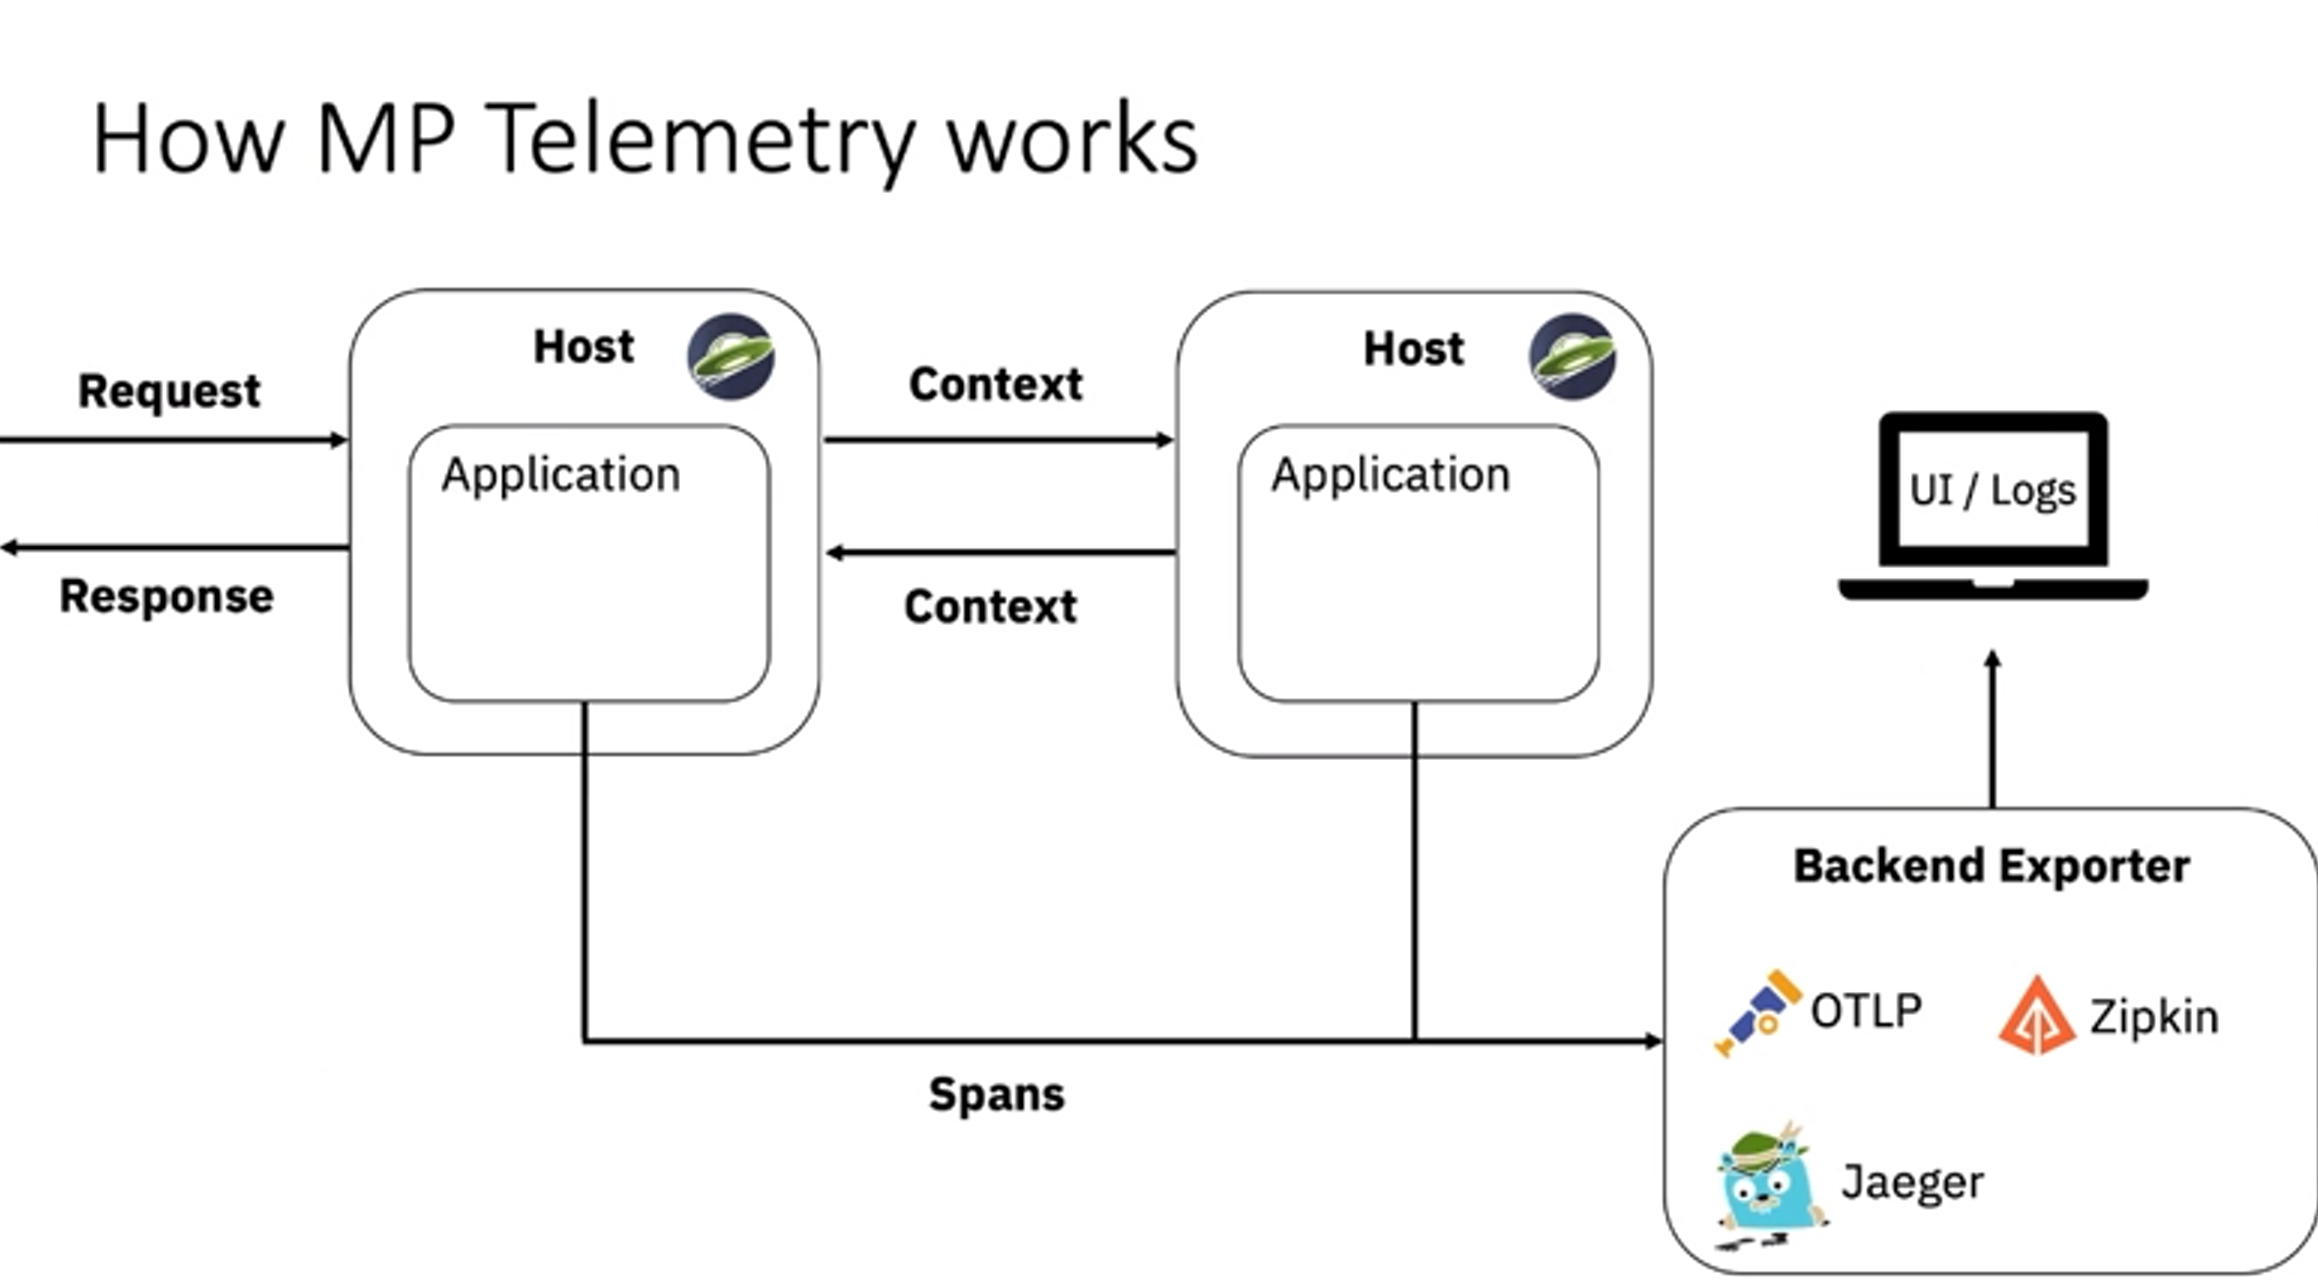 How MP Telemetry works
Request
Response
Host
Application
Context
Context
Host
Application
UI / Logs
Spans
Backend Exporter
OTLP
Zipkin
Jaeger